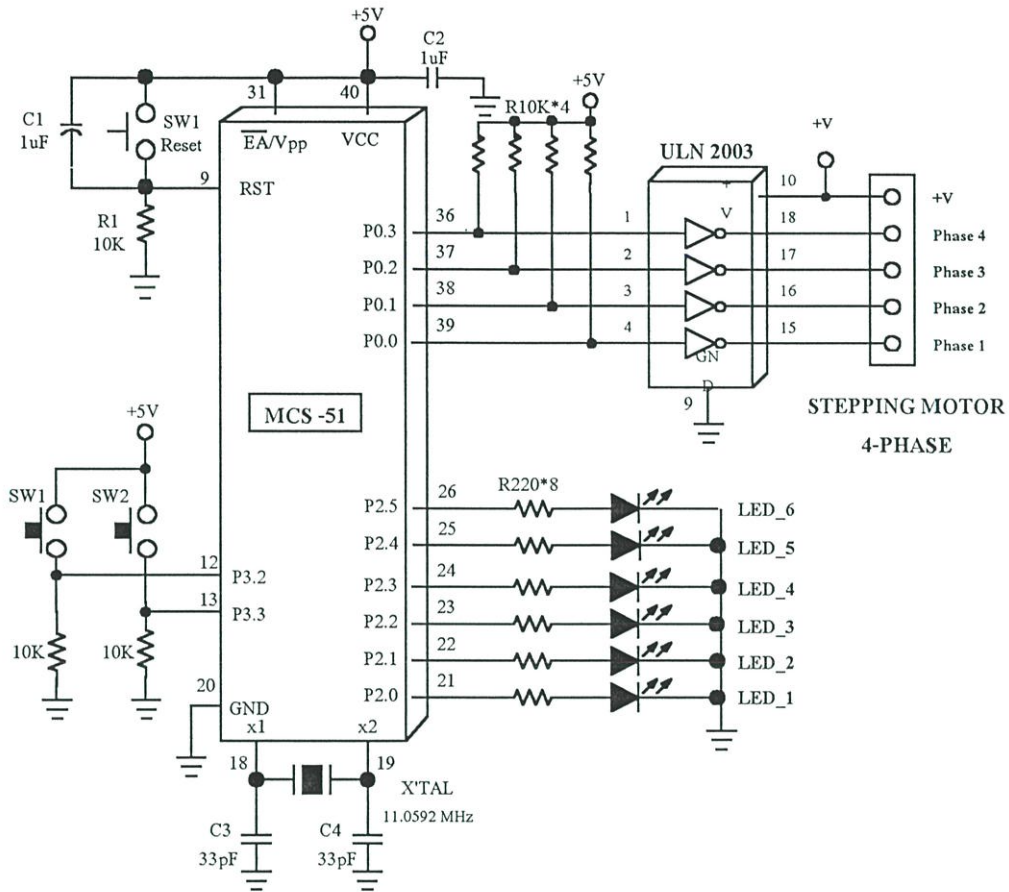 +5V
C2
1uF
31
40
C1
1uF
SW1
Reset
EA/Vpp
VCC
9
RST
R1
10K
+5V
R10K*4
ULN 2003
+V
+
V
10
+V
P0.3
36
1
18
Phase 4
P0.2
37
2
17
Phase 3
P0.1
38
3
16
Phase 2
P0.0
39
4
15
Phase 1
GN
D
9
STEPPING MOTOR
4-PHASE
MCS -51
+5V
SW1
SW2
12
P3.2
13
P3.3
10K
10K
20
GND
x1
x2
18
19
X'TAL
11.0592 MHz
C3
33pF
C4
33pF
R220*8
P2.5
26
LED_6
P2.4
25
LED_5
P2.3
24
LED_4
P2.2
23
LED_3
P2.1
22
LED_2
P2.0
21
LED_1